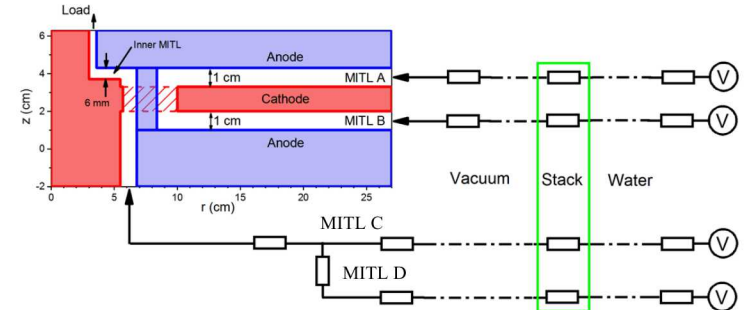 Load
Inner MITL
6 mm
Anode
1 cm
MITL A
Cathode
1 cm
MITL B
Anode
z (cm)
6
4
2
0
-2
0
5
10
15
20
25
r (cm)
Vacuum
Stack
Water
V
V
MITL C
V
MITL D
V